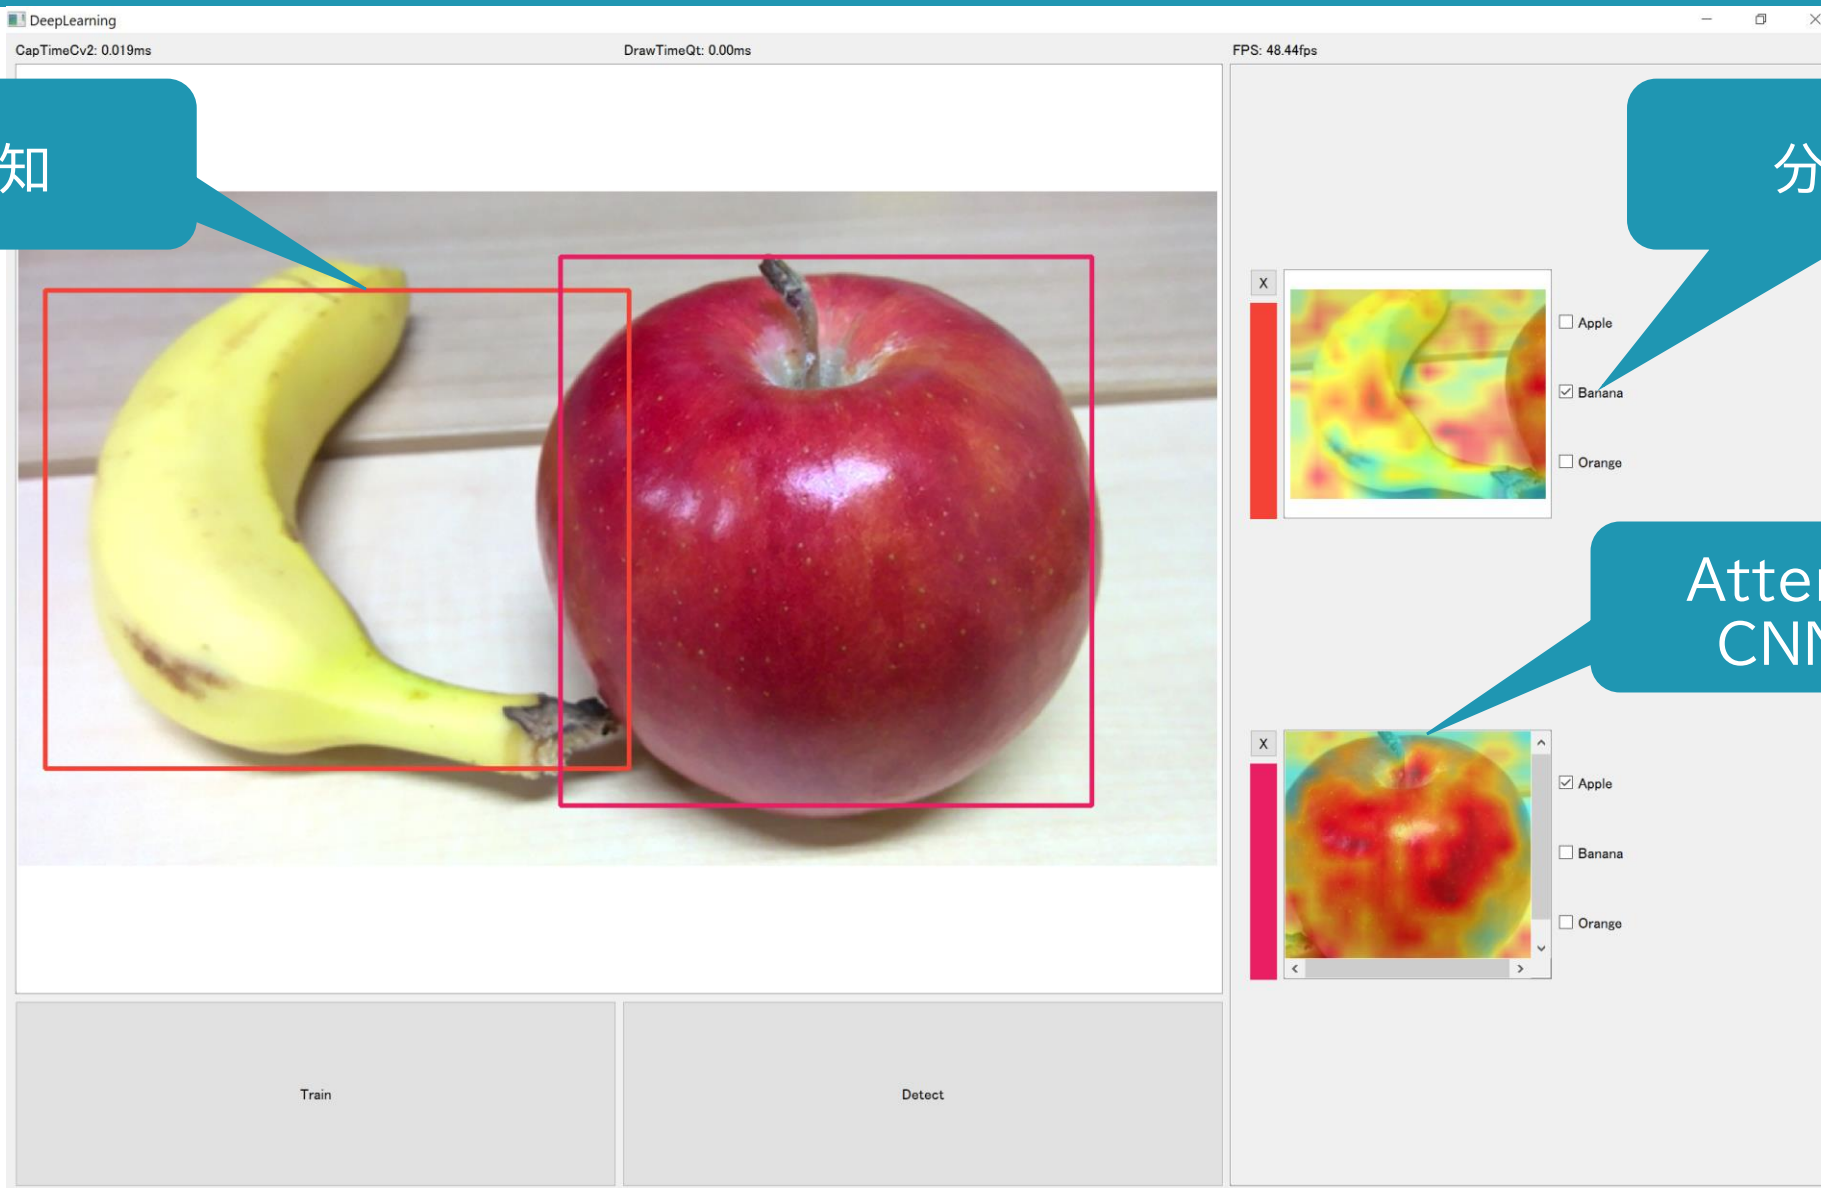 DeepLearning
CapTimeCv2: 0.019ms
DrawTimeQt: 0.00ms
FPS: 48.44fps
知
分
X
Apple
Banana
Orange
Atte
CNN
X
Apple
Banana
Orange
Train
Detect